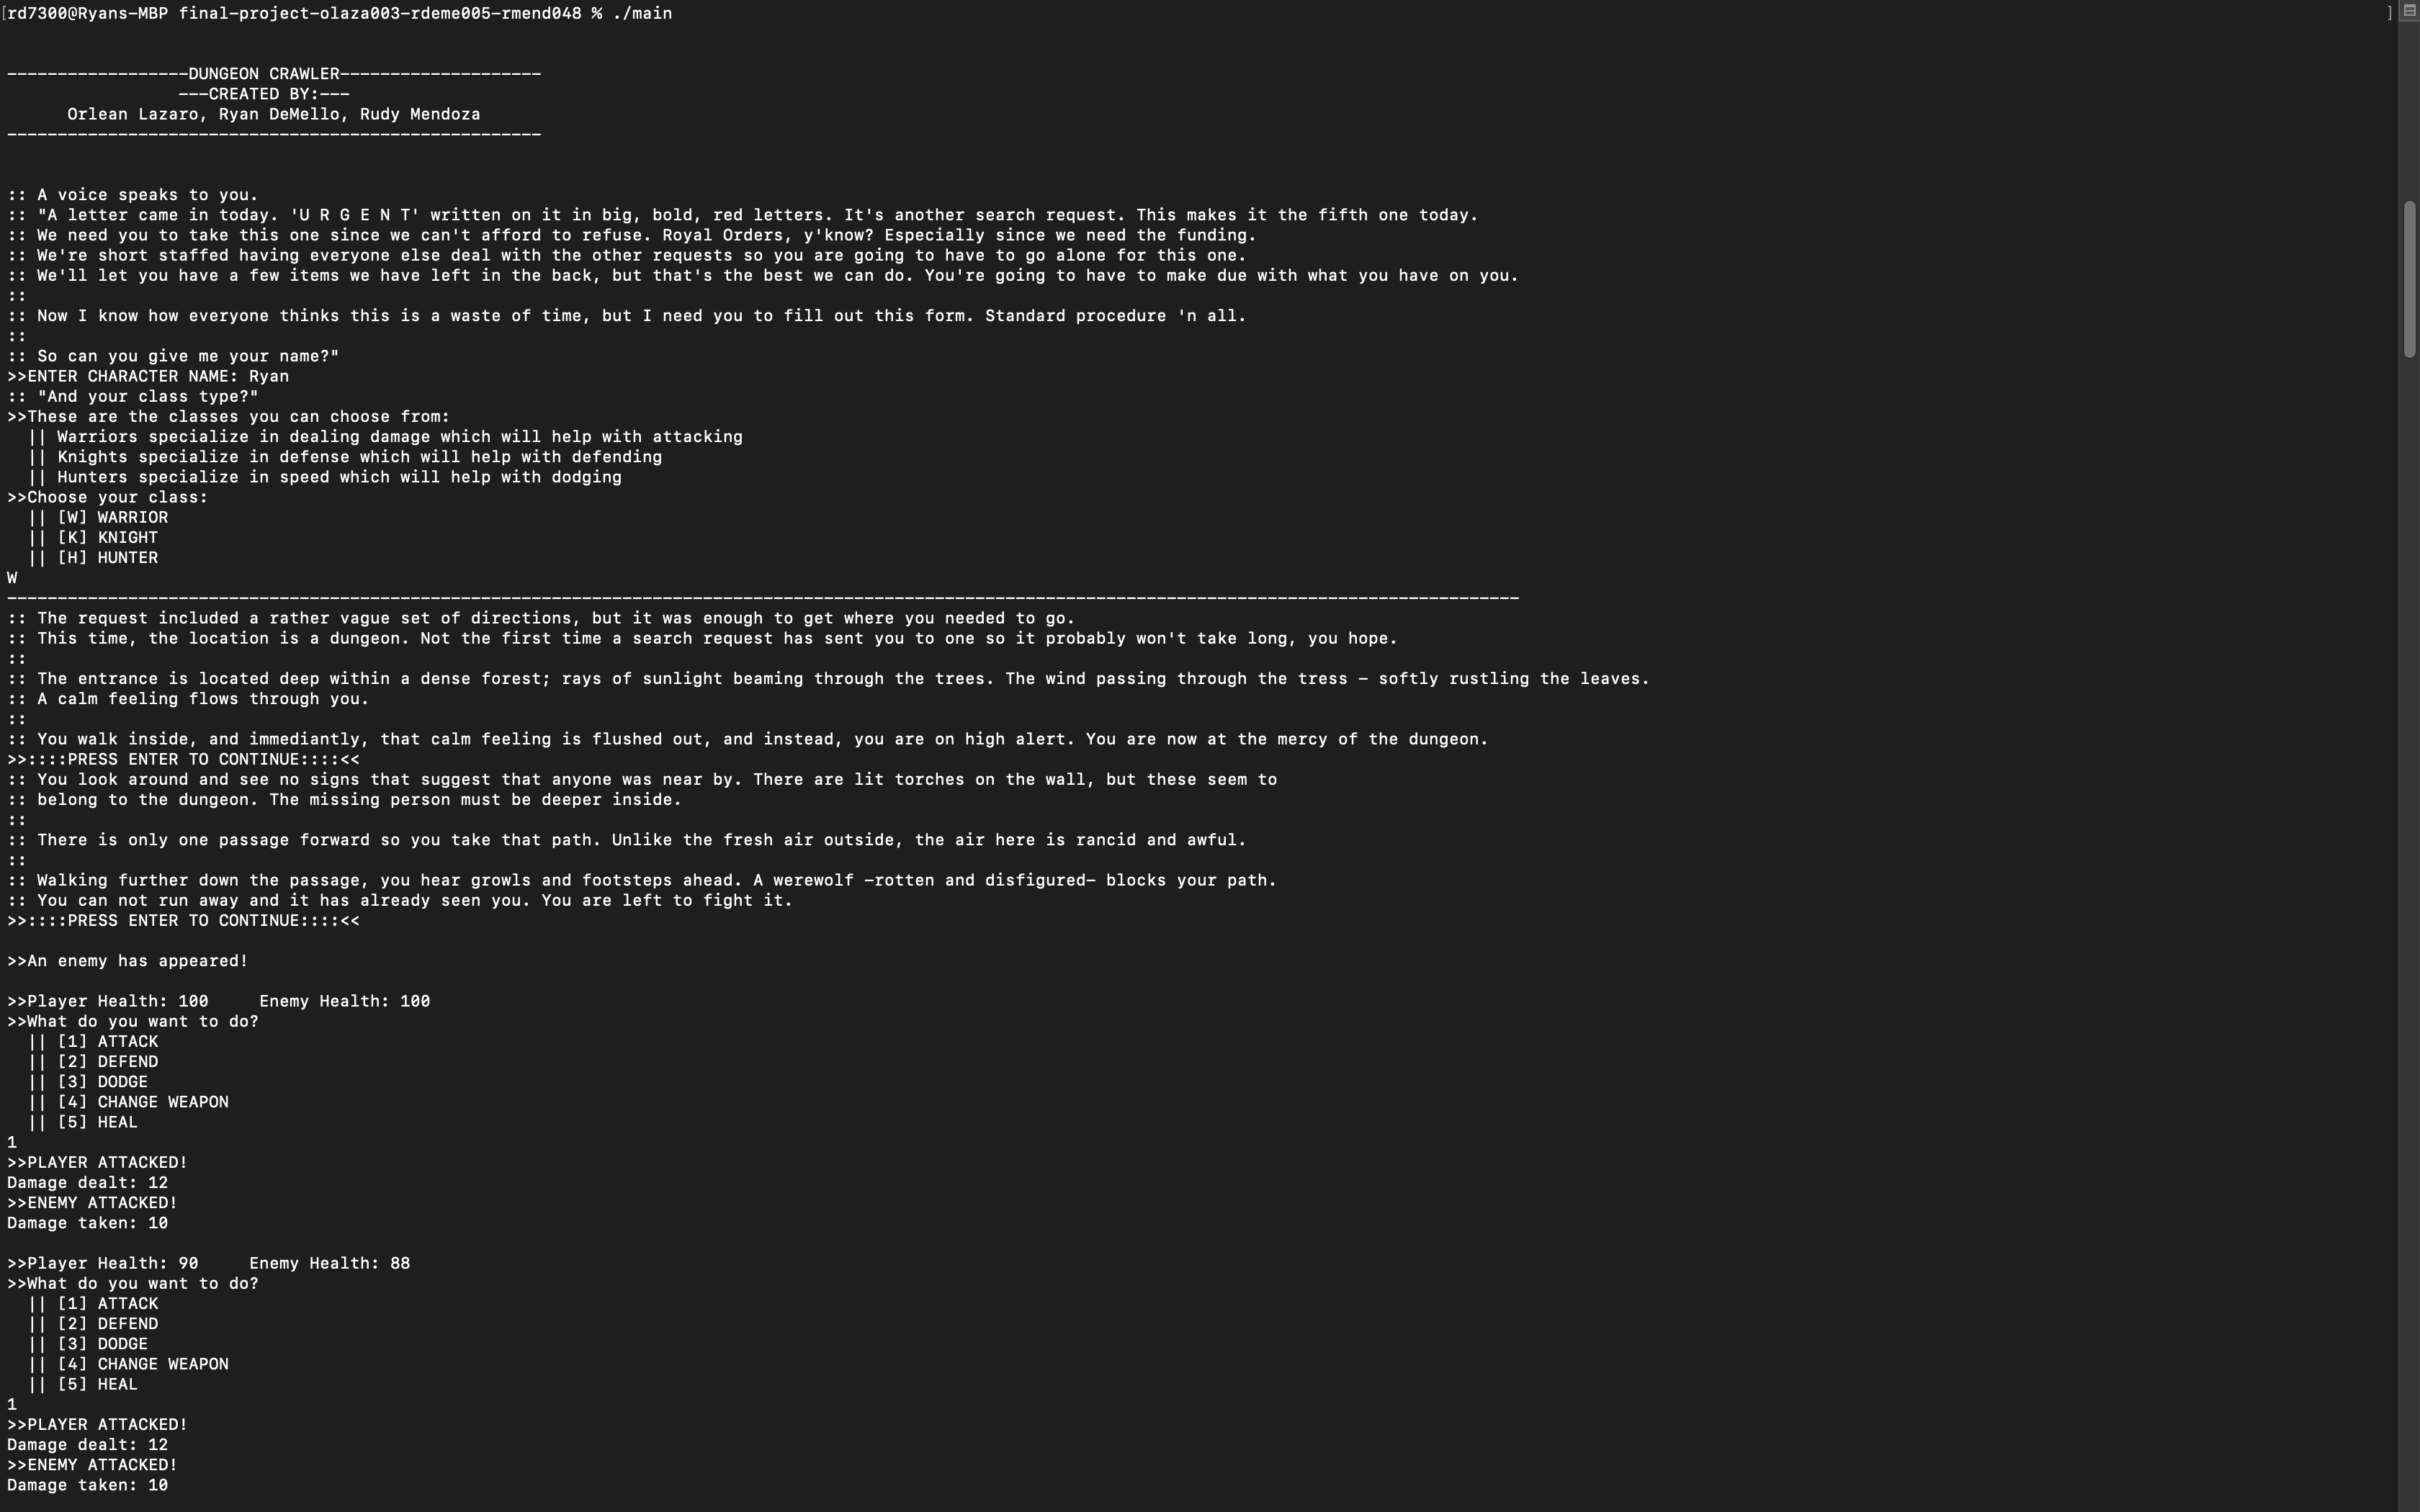 [rd7300@Ryans-MBP final-project-olaza003-rdeme005-rmend048 % ./main ]
------------------DUNGEON CRAWLER--------------------
---CREATED BY:---
Orlean Lazaro, Ryan DeMello, Rudy Mendoza
-----------------------------------------------------
:: A voice speaks to you.
:: "A letter came in today. 'U R G E N T' written on it in big, bold, red letters. It's another search request. This makes it the fifth one today.
:: We need you to take this one since we can't afford to refuse. Royal Orders, y'know? Especially since we need the funding.
:: We're short staffed having everyone else deal with the other requests so you are going to have to go alone for this one.
:: We'll let you have a few items we have left in the back, but that's the best we can do. You're going to have to make due with what you have on you.
::
:: Now I know how everyone thinks this is a waste of time, but I need you to fill out this form. Standard procedure 'n all.
::
:: So can you give me your name?"
>>ENTER CHARACTER NAME: Ryan
:: "And your class type?"
>>These are the classes you can choose from:
|| Warriors specialize in dealing damage which will help with attacking
|| Knights specialize in defense which will help with defending
|| Hunters specialize in speed which will help with dodging
>>Choose your class:
|| [W] WARRIOR
|| [K] KNIGHT
|| [H] HUNTER
W
------------------------------------------------------------------------------------------------------------------------------------------------------
:: The request included a rather vague set of directions, but it was enough to get where you needed to go.
:: This time, the location is a dungeon. Not the first time a search request has sent you to one so it probably won't take long, you hope.
::
:: The entrance is located deep within a dense forest; rays of sunlight beaming through the trees. The wind passing through the tress - softly rustling the leaves.
:: A calm feeling flows through you.
::
:: You walk inside, and immediantly, that calm feeling is flushed out, and instead, you are on high alert. You are now at the mercy of the dungeon.
>>::::PRESS ENTER TO CONTINUE::::<<
:: You look around and see no signs that suggest that anyone was near by. There are lit torches on the wall, but these seem to
:: belong to the dungeon. The missing person must be deeper inside.
::
:: There is only one passage forward so you take that path. Unlike the fresh air outside, the air here is rancid and awful.
::
:: Walking further down the passage, you hear growls and footsteps ahead. A werewolf -rotten and disfigured- blocks your path.
:: You can not run away and it has already seen you. You are left to fight it.
>>::::PRESS ENTER TO CONTINUE::::<<
>>An enemy has appeared!
>>Player Health: 100     Enemy Health: 100
>>What do you want to do?
|| [1] ATTACK
|| [2] DEFEND
|| [3] DODGE
|| [4] CHANGE WEAPON
|| [5] HEAL
1
>>PLAYER ATTACKED!
Damage dealt: 12
>>ENEMY ATTACKED!
Damage taken: 10
>>Player Health: 90     Enemy Health: 88
>>What do you want to do?
|| [1] ATTACK
|| [2] DEFEND
|| [3] DODGE
|| [4] CHANGE WEAPON
|| [5] HEAL
1
>>PLAYER ATTACKED!
Damage dealt: 12
>>ENEMY ATTACKED!
Damage taken: 10